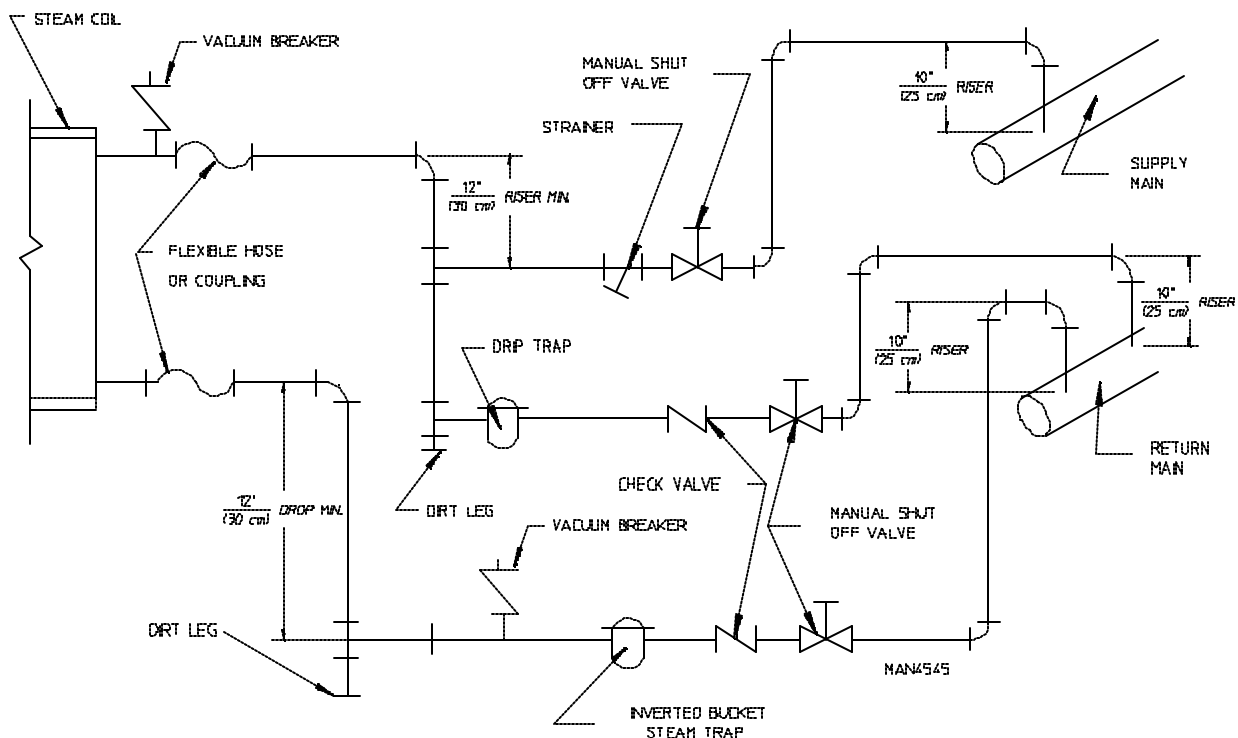 STEAM COIL
VACUUM BREAKER
MANUAL SHUT
OFF VALVE
10"
(25 cm) RISER
STRAINER
SUPPLY
MAIN
12"
(30 cm) RISER MIN.
FLEXIBLE HOSE
OR COUPLING
10"
(25 cm) RISER
10"
(25 cm) RISER
DRIP TRAP
RETURN
MAIN
CHECK VALVE
DIRT LEG
12"
(30 cm) DROP MIN.
VACUUM BREAKER
MANUAL SHUT
OFF VALVE
DIRT LEG
MAN4545
INVERTED BUCKET
STEAM TRAP